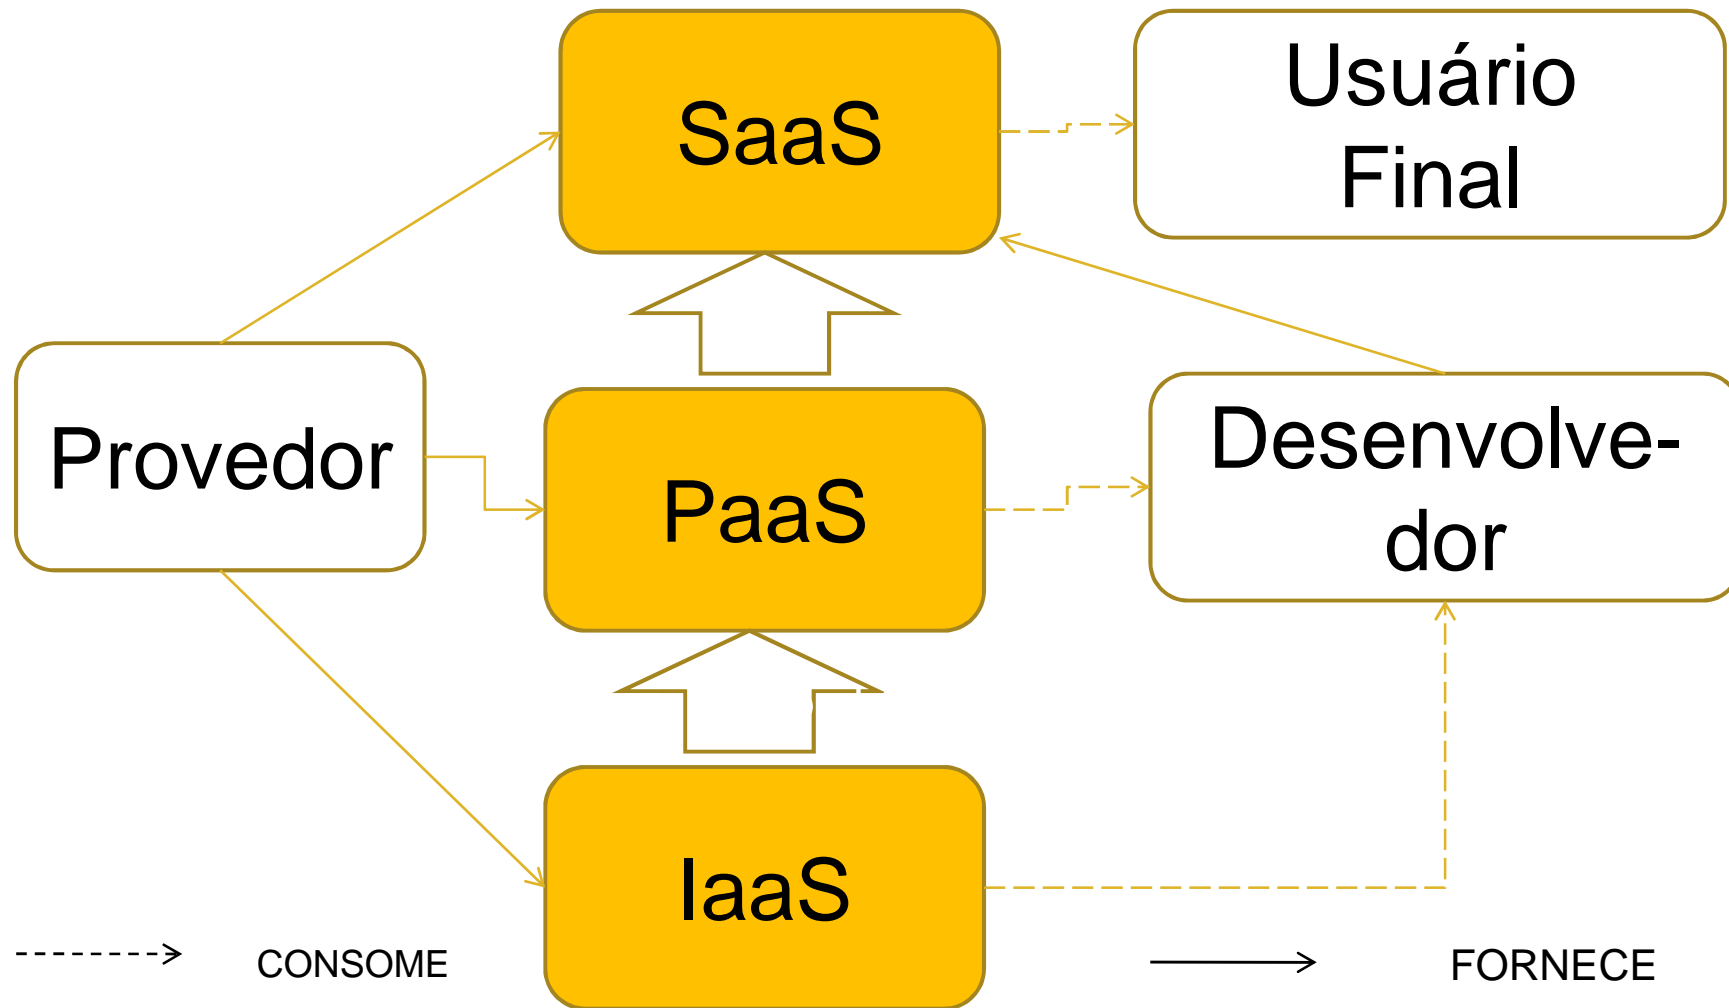 SaaS
Usuário
Final
Provedor
PaaS
Desenvolve-
dor
IaaS
CONSOME
FORNECE